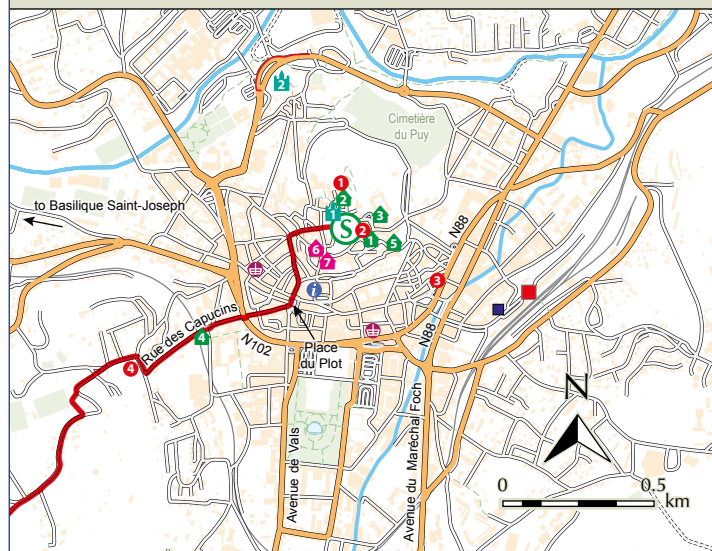 2
Cimetière
du Puy
1
2
to Basilique Saint-Joseph
1
3
S
2
1
5
N88
6
7
i
3
Rue des Capucins
4
N102
Place
du Plot
N88
4
N
Avenue de Vals
Avenue du Maréchal Foch
0
0.5
km